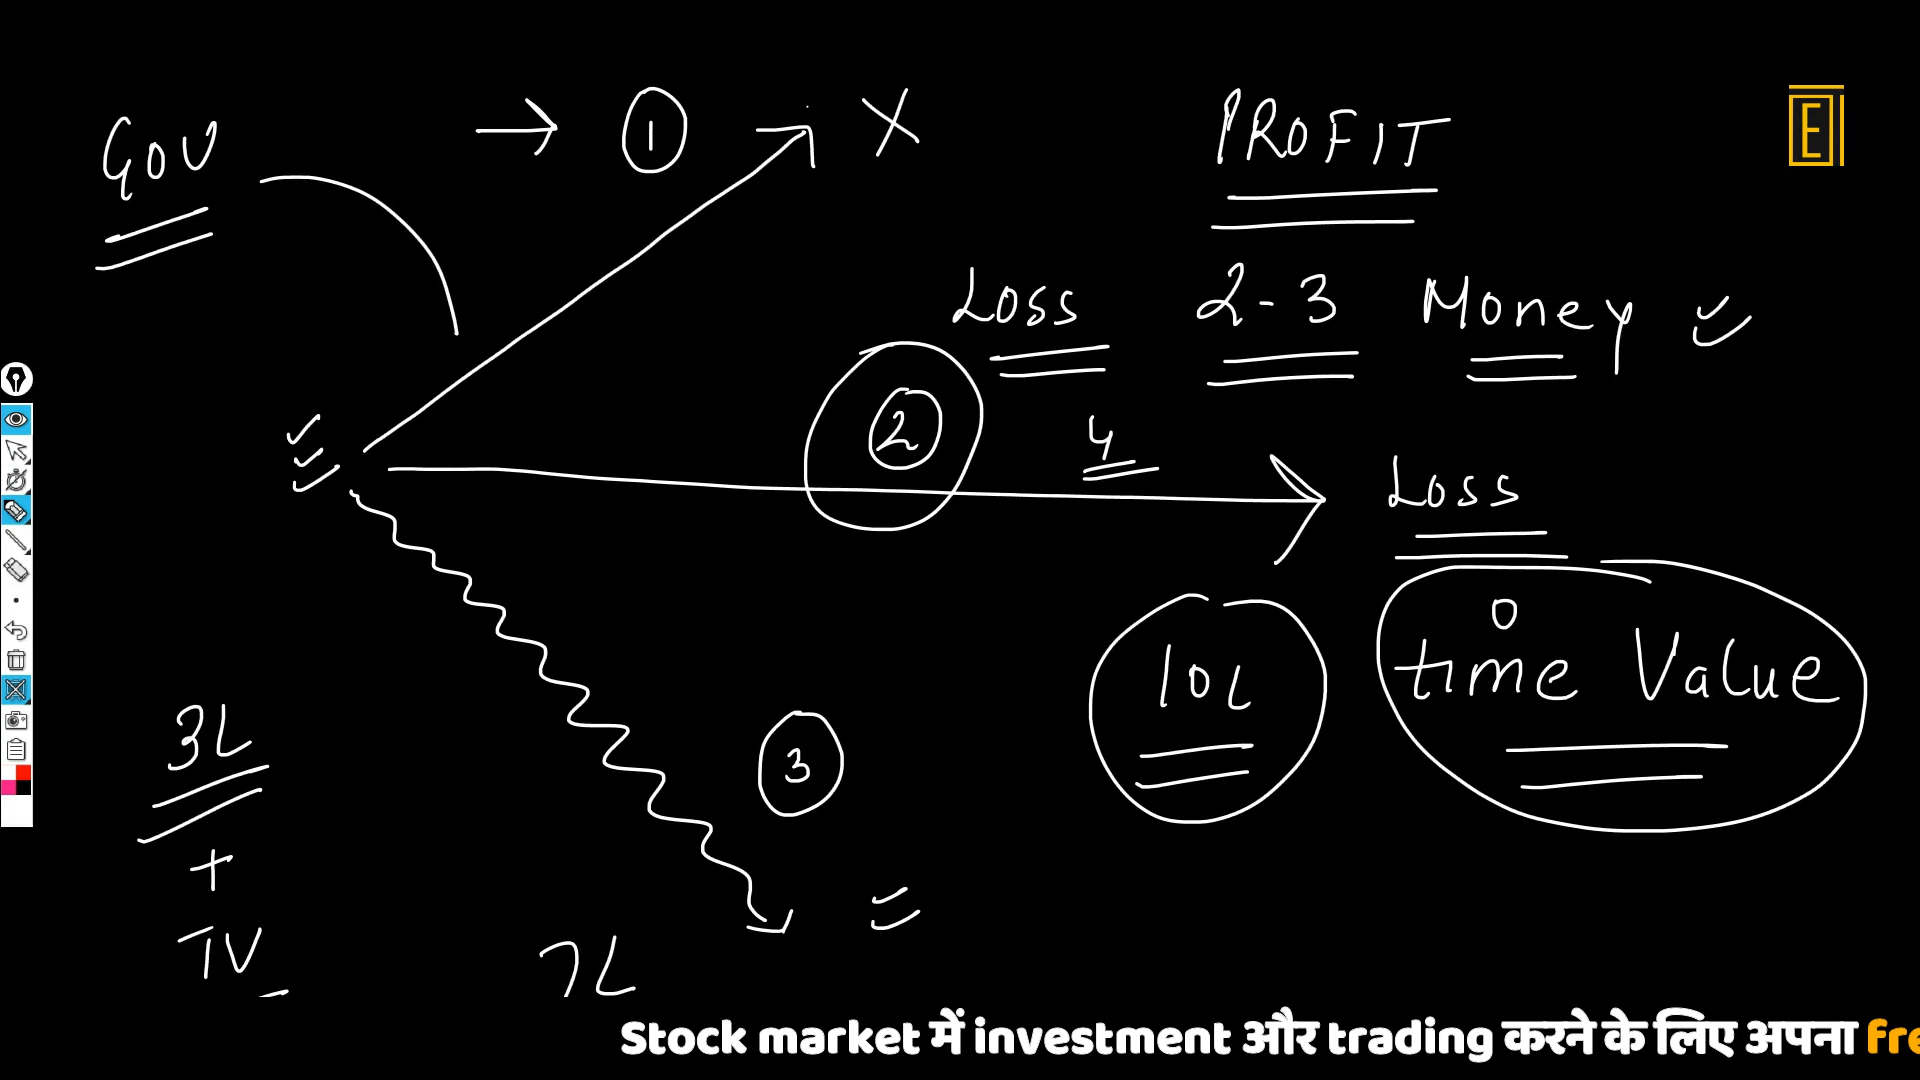 GOV → 1 X PROFIT
E
Loss 2-3 Money
2 4
Loss
0
10L time Value
3L 3
+
TV 7L
Stock market में investment और trading करने के लिए अपना fre